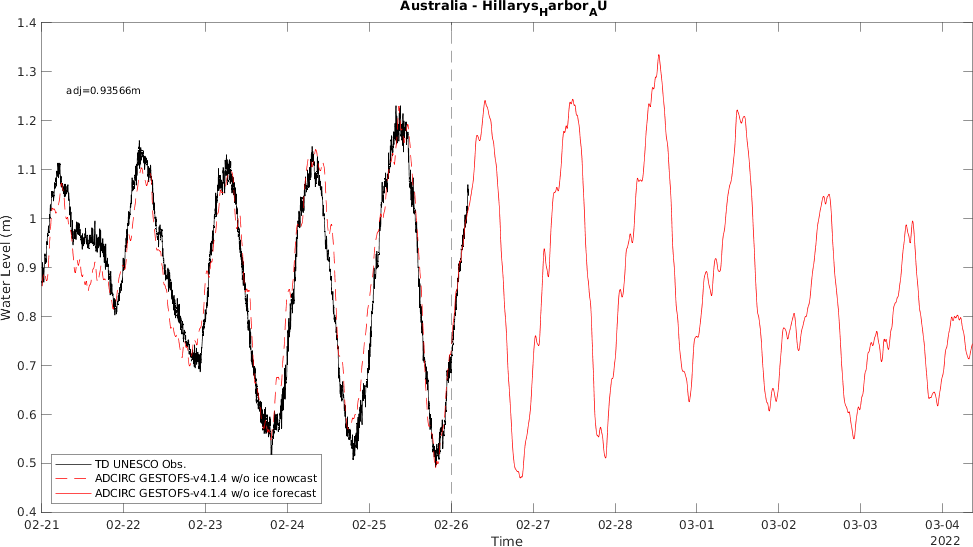 Australia - HillarysHarborAU
1.4
1.3
1.2
1.1
1
0.9
0.8
0.7
0.6
0.5
0.4
Water Level (m)
adj=0.93566m
TD UNESCO Obs.
ADCIRC GESTOFS-v4.1.4 w/o ice nowcast
ADCIRC GESTOFS-v4.1.4 w/o ice forecast
02-21 02-22 02-23 02-24 02-25 02-26 02-27 02-28 03-01 03-02 03-03 03-04
Time 2022